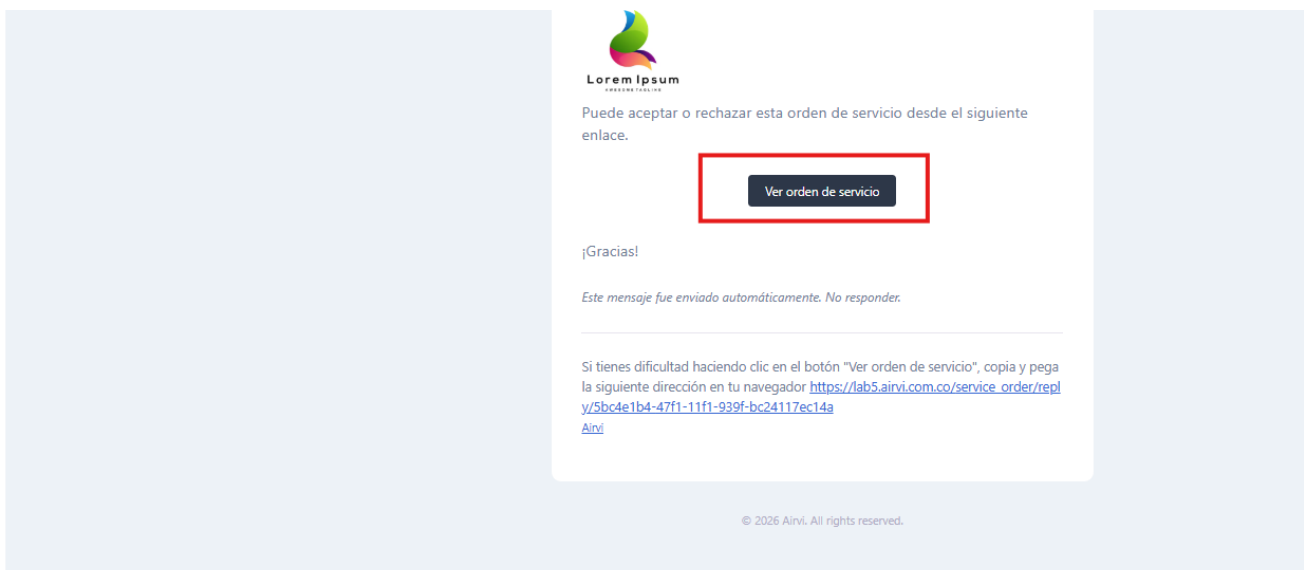 Lorem Ipsum
AWESOME TAGLINE
Puede aceptar o rechazar esta orden de servicio desde el siguiente
enlace.
Ver orden de servicio
¡Gracias!
Este mensaje fue enviado automáticamente. No responder.
Si tienes dificultad haciendo clic en el botón "Ver orden de servicio", copia y pega
la siguiente dirección en tu navegador https://lab5.airvi.com.co/service_order/repl
y/5bc4e1b4-47f1-11f1-939f-bc24117ec14a
Airvi
© 2026 Airvi. All rights reserved.